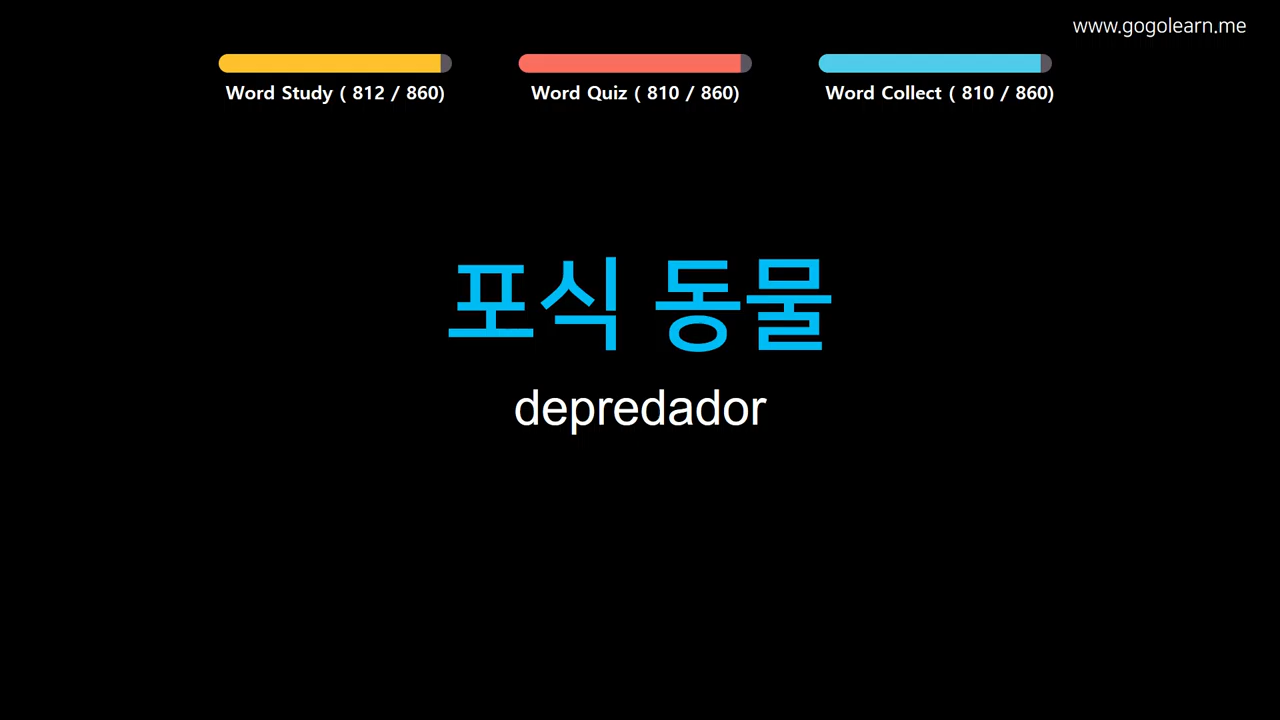 www.gogolearn.me
Word Study ( 812 / 860)
Word Quiz ( 810 / 860)
Word Collect ( 810 / 860)
포식 동물
depredador